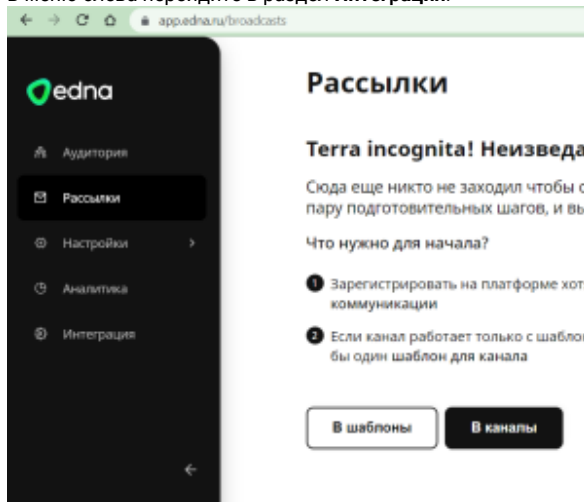 В меню слева перейдите в раздел Интеграции.
app.edna.ru/broadcasts
edna
Аудитория
Рассылки
Настройки
Аналитика
Интеграция
Рассылки
Terra incognita! Неизведа
Сюда еще никто не заходил чтобы
пару подготовительных шагов, и вы
Что нужно для начала?
1 Зарегистрировать на платформе хот
коммуникации
2 Если канал работает только с шабло
бы один шаблон для канала
В шаблоны
В каналы